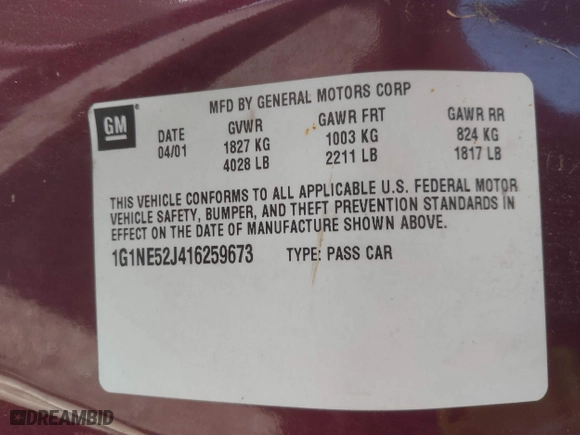 MFD BY GENERAL MOTORS CORP
GM®
DATE GVWR GAWR FRT GAWR RR
04/01 1827 KG 1003 KG 824 KG
4028 LB 2211 LB 1817 LB
THIS VEHICLE CONFORMS TO ALL APPLICABLE U.S. FEDERAL MOTOR
VEHICLE SAFETY, BUMPER, AND THEFT PREVENTION STANDARDS IN
EFFECT ON THE DATE OF MANUFACTURE SHOWN ABOVE.
1G1NE52J416259673 TYPE: PASS CAR
DREAMBID